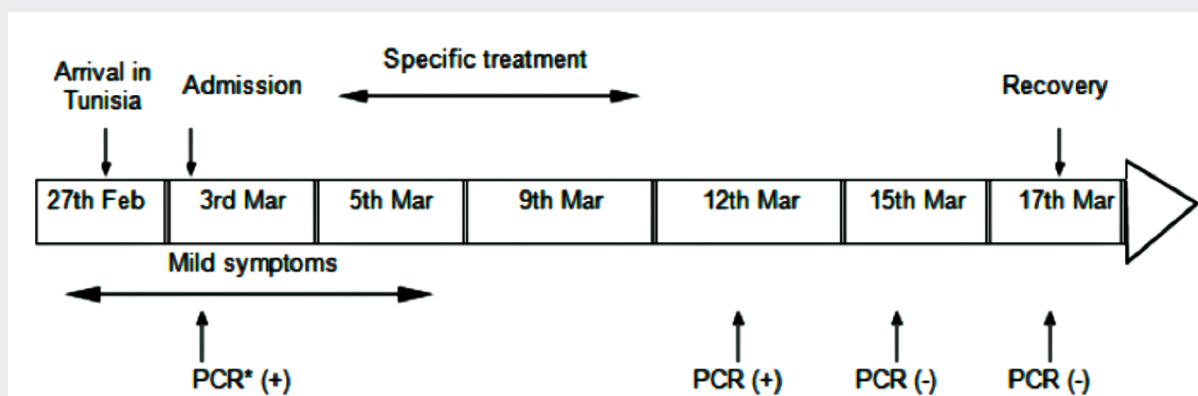 Specific treatment
Arrival in
Tunisia
Admission
Recovery
27th Feb
3rd Mar
5th Mar
9th Mar
12th Mar
15th Mar
17th Mar
Mild symptoms
PCR* (+)
PCR (+)
PCR (-)
PCR (-)